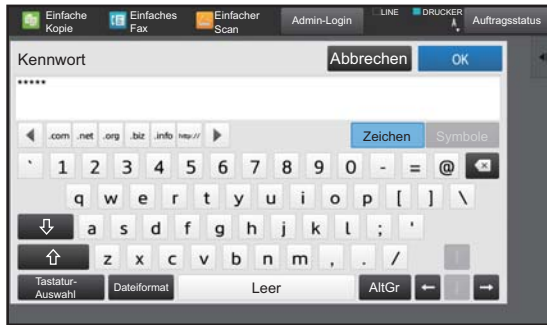 Einfache Kopie
Einfaches Fax
Einfacher Scan
Admin-Login
LINE
DRUCKER
Auftragsstatus
Kennwort
Abbrechen
OK
*****
.com .net .org .biz .info http://
Zeichen
Symbole
` 1 2 3 4 5 6 7 8 9 0 - = @
q w e r t y u i o p [ ] \
a s d f g h j k l ; '
z x c v b n m , . /
Tastatur-Auswahl
Dateiformat
Leer
AltGr